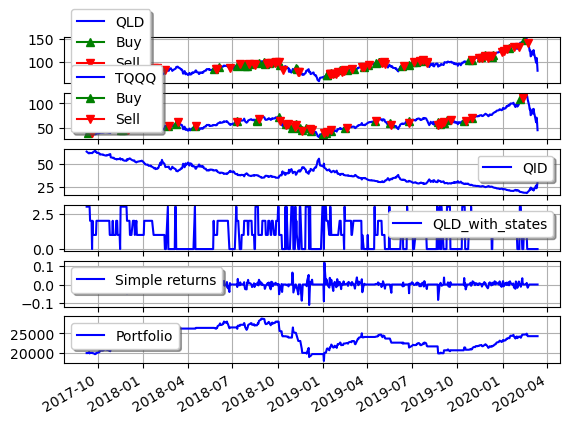 QLD
Buy
Sell
150
100
TQQQ
Buy
Sell
100
50
QID
50
25
QLD_with_states
2.5
0.0
Simple returns
0.1
0.0
−0.1
Portfolio
25000
20000
2017-10 2018-01 2018-04 2018-07 2018-10 2019-01 2019-04 2019-07 2019-10 2020-01 2020-04